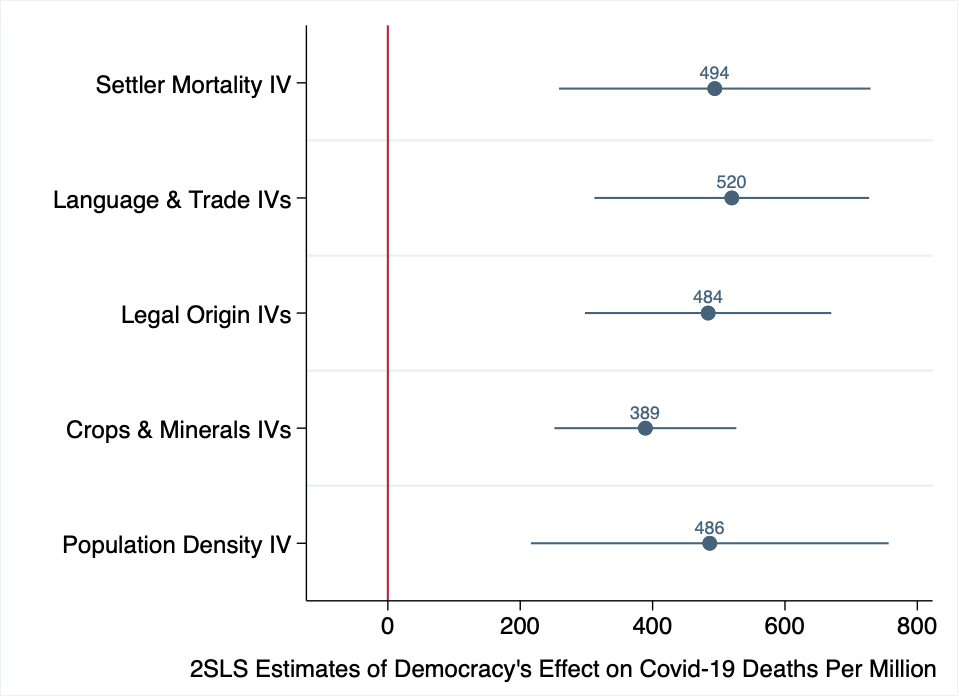 Settler Mortality IV
494
Language & Trade IVs
520
Legal Origin IVs
484
Crops & Minerals IVs
389
Population Density IV
486
0 200 400 600 800
2SLS Estimates of Democracy's Effect on Covid-19 Deaths Per Million